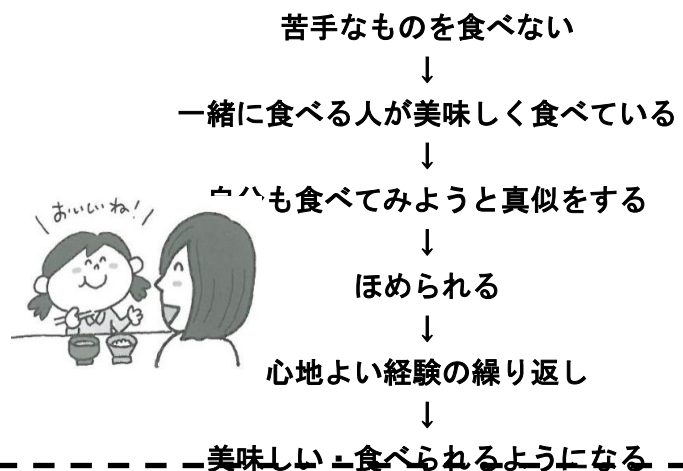 苦手なものを食べない
↓
一緒に食べる人が美味しく食べている
↓
自分も食べてみようと真似をする
↓
ほめられる
↓
心地よい経験の繰り返し
↓
美味しい・食べられるようになる
おいしいね!